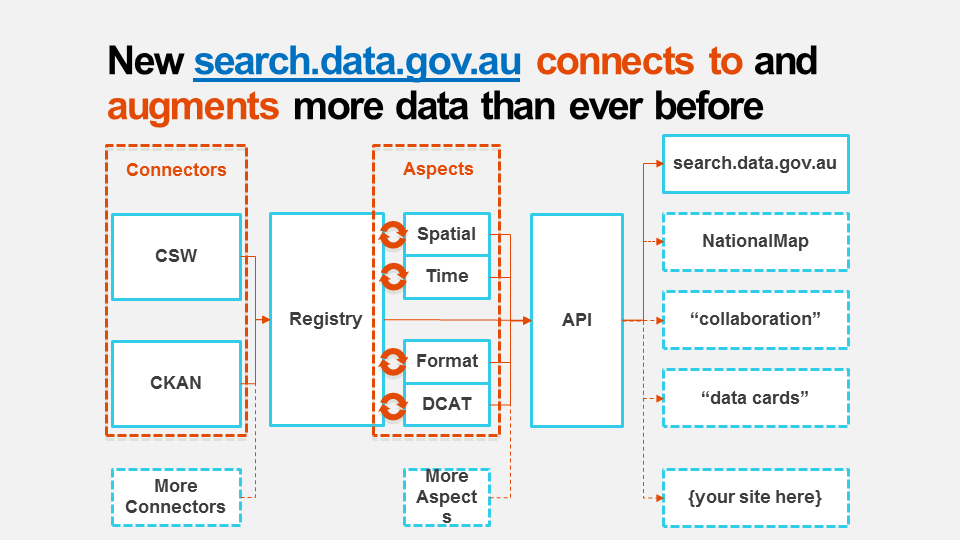 New search.data.gov.au connects to and
augments more data than ever before
Connectors
CSW
CKAN
More
Connectors
Registry
Aspects
Spatial
Time
Format
DCAT
More
Aspect
s
API
search.data.gov.au
NationalMap
“collaboration”
“data cards”
{your site here}